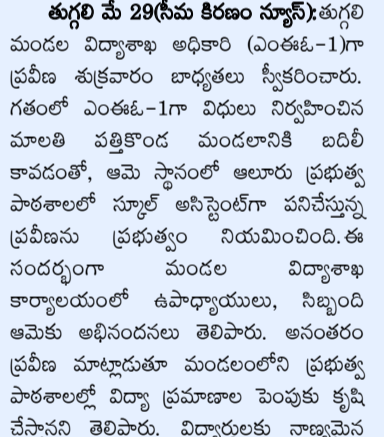 తుగ్గలి మే 29(సీమ కిరణం న్యూస్):తుగ్గలి
మండల విద్యాశాఖ అధికారి (ఎంఈఓ-1)గా
ప్రవీణ శుక్రవారం బాధ్యతలు స్వీకరించారు.
గతంలో ఎంఈఓ-1గా విధులు నిర్వహించిన
మాలతి పత్తికొండ మండలానికి బదిలీ
కావడంతో, ఆమె స్థానంలో ఆలూరు ప్రభుత్వ
పాఠశాలలో స్కూల్ అసిస్టెంట్‌గా పనిచేస్తున్న
ప్రవీణను ప్రభుత్వం నియమించింది. ఈ
సందర్భంగా మండల విద్యాశాఖ
కార్యాలయంలో ఉపాధ్యాయులు, సిబ్బంది
ఆమెకు అభినందనలు తెలిపారు. అనంతరం
ప్రవీణ మాట్లాడుతూ మండలంలోని ప్రభుత్వ
పాఠశాలల్లో విద్యా ప్రమాణాల పెంపుకు కృషి
చేసానని తెలిపారు. విద్యార్థులకు నాణ్యమైన